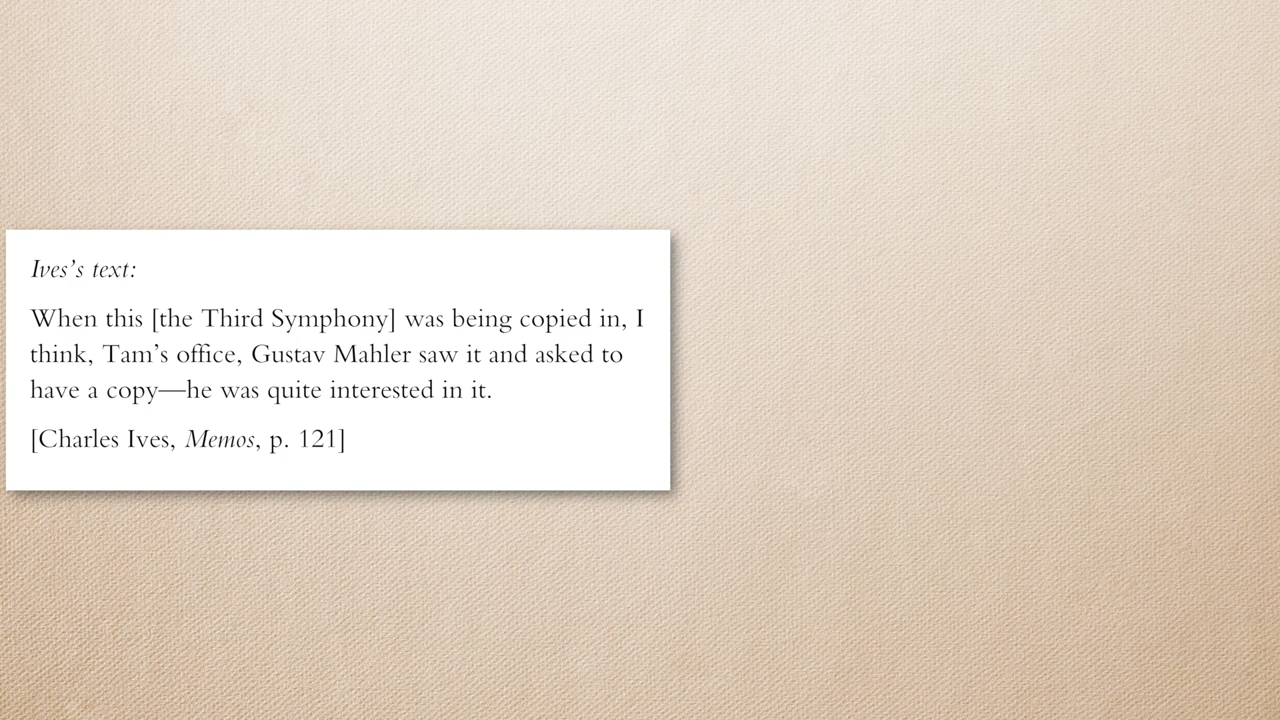 Ives’s text:
When this [the Third Symphony] was being copied in, I
think, Tam’s office, Gustav Mahler saw it and asked to
have a copy—he was quite interested in it.
[Charles Ives, Memos, p. 121]